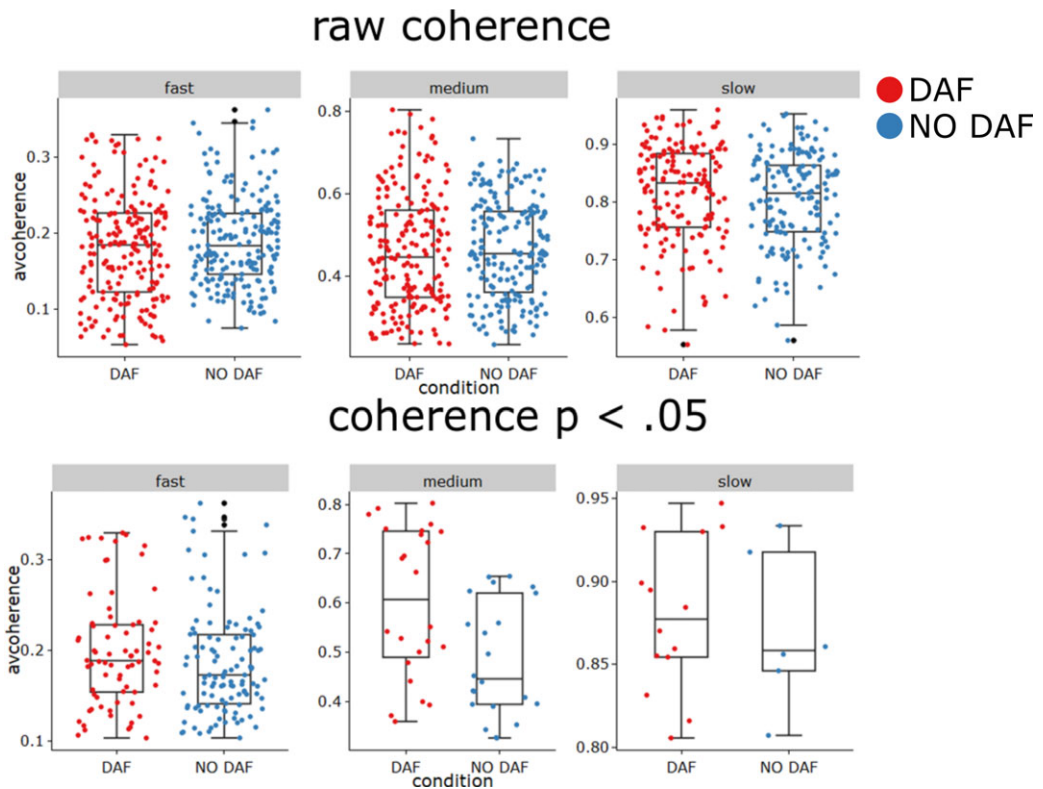 raw coherence
fast medium slow
DAF
NO DAF
avcoherence
0.3
0.2
0.1
0.8
0.6
0.4
0.9
0.8
0.7
0.6
DAF NO DAF DAF NO DAF DAF NO DAF
condition
coherence p < .05
fast medium slow
avcoherence
0.3
0.2
0.1
0.8
0.7
0.6
0.5
0.4
0.95
0.90
0.85
0.80
DAF NO DAF DAF NO DAF DAF NO DAF
condition